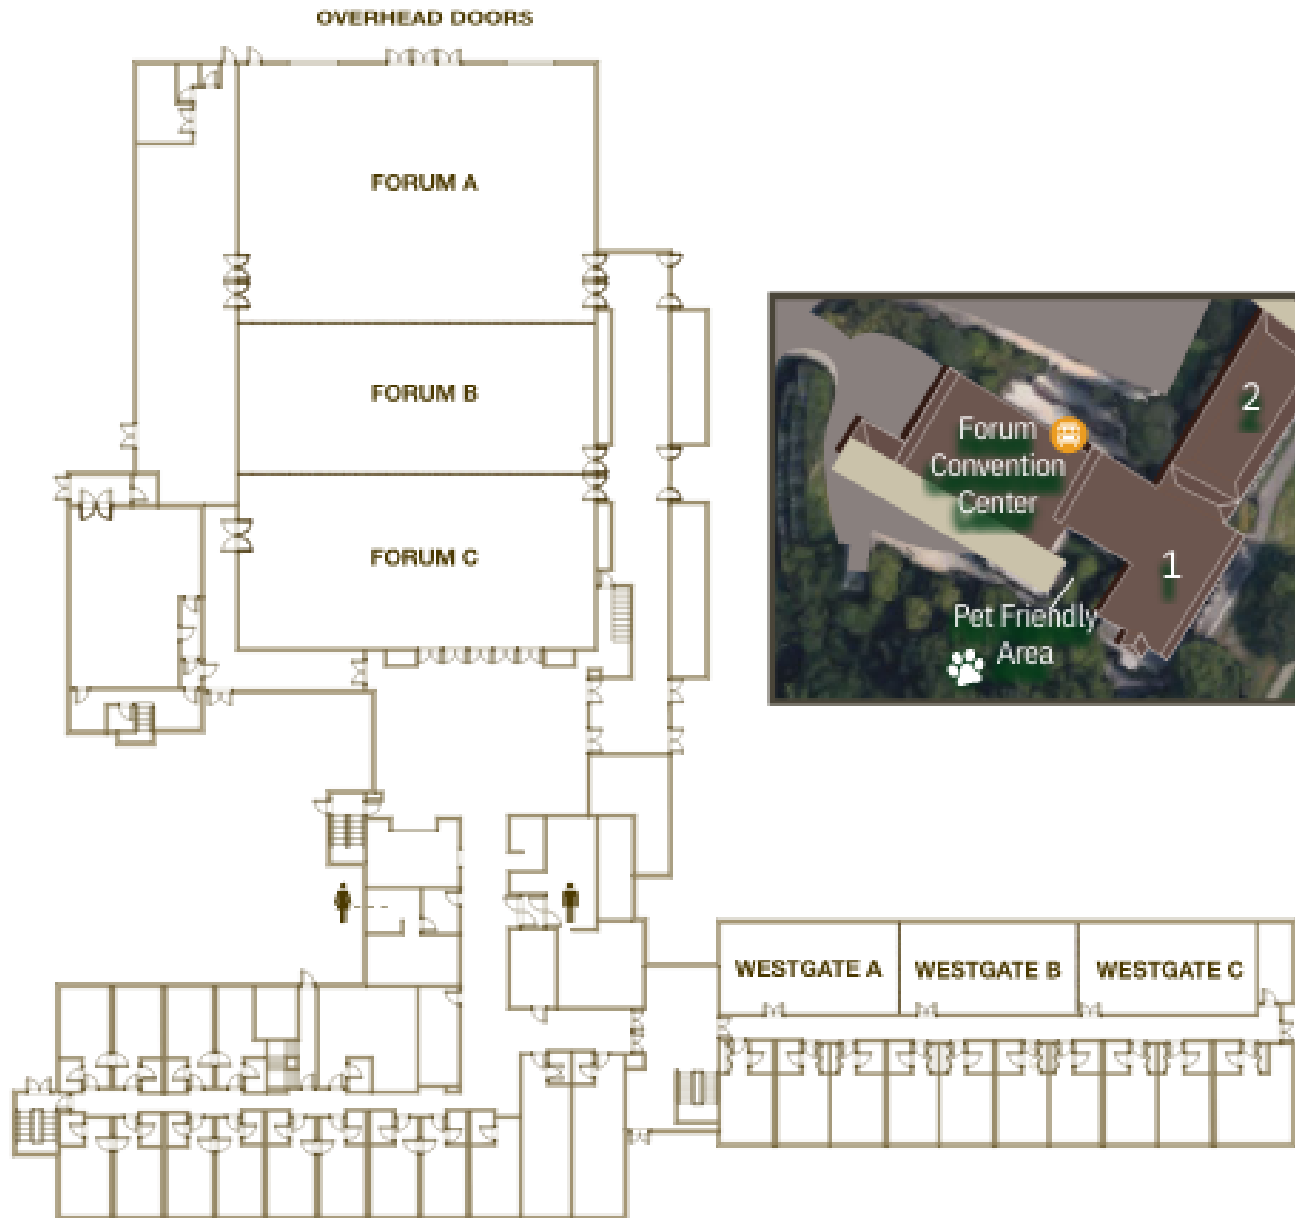 OVERHEAD DOORS
FORUM A
FORUM B
FORUM C
Forum
Convention
Center
2
1
Pet Friendly
Area
WESTGATE A
WESTGATE B
WESTGATE C